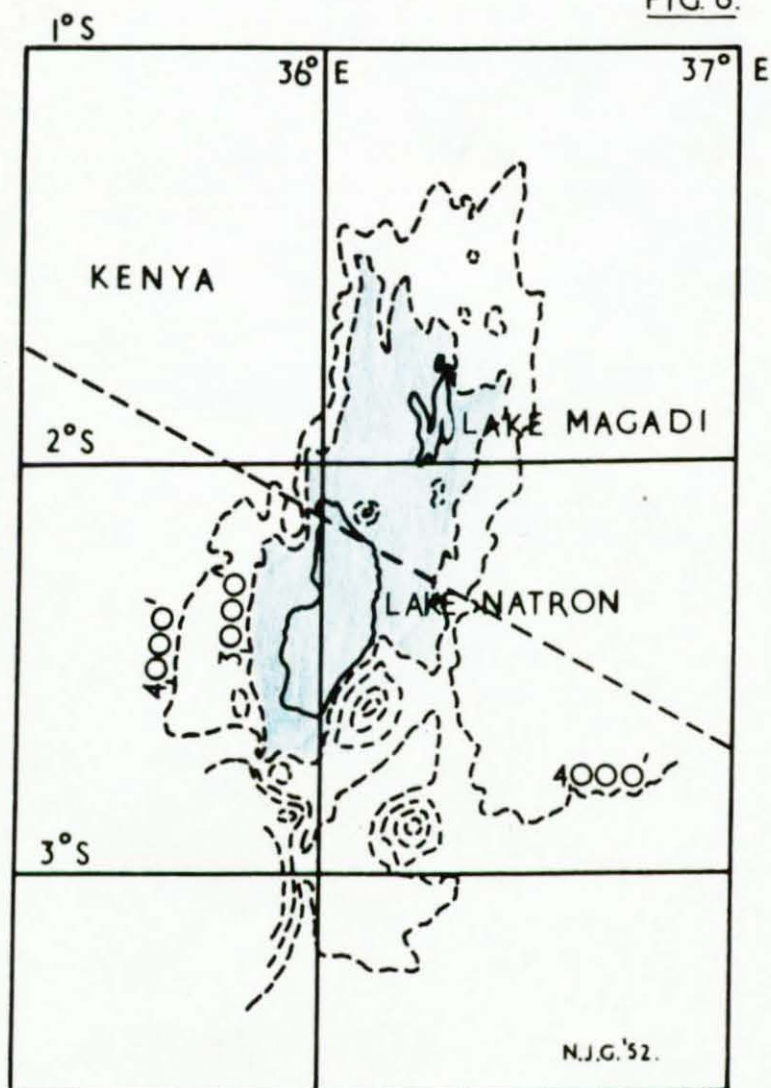 FIG. 6.
1°S
36° E
37° E
KENYA
LAKE MAGADI
2°S
LAKE NATRON
3000
4000'
4000'
3°S
N.J.G.'52.